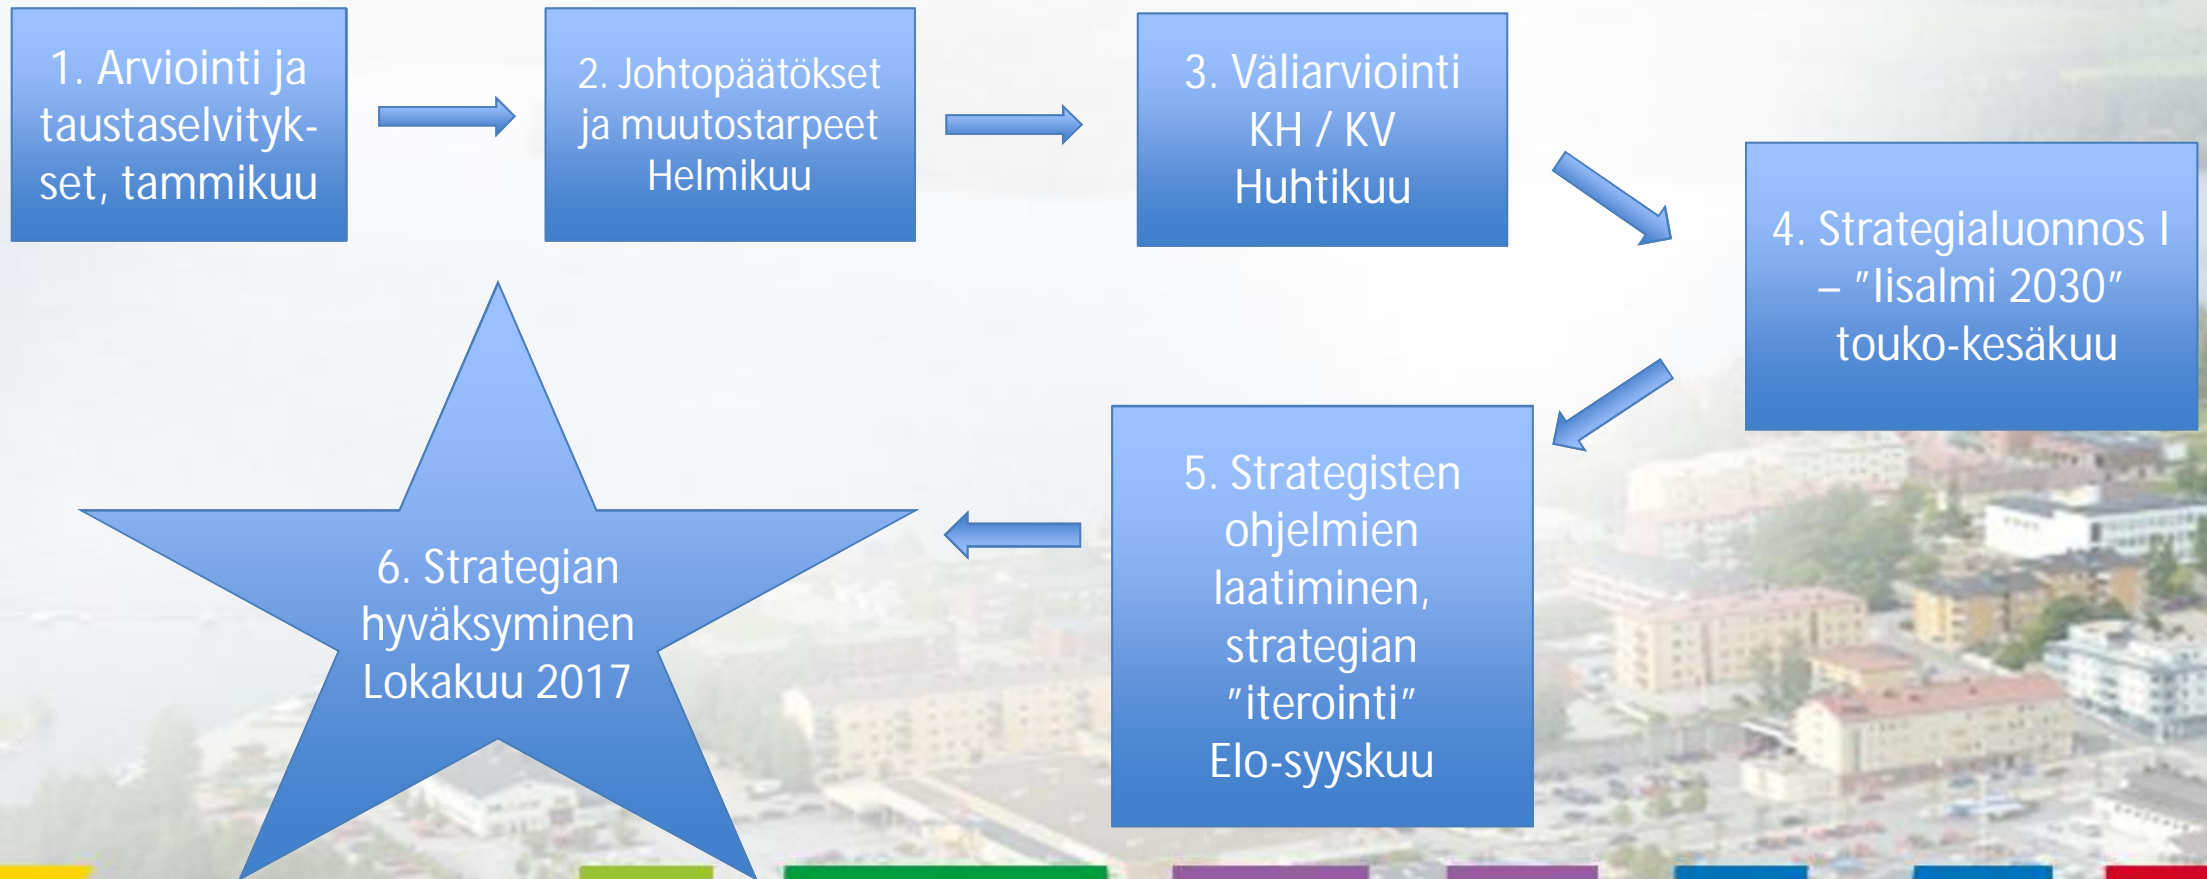 1. Arviointi ja
taustaselvityk-
set, tammikuu
2. Johtopäätökset
ja muutostarpeet
Helmikuu
3. Väliarviointi
KH / KV
Huhtikuu
4. Strategialuonnos I
– "Iisalmi 2030"
touko-kesäkuu
5. Strategisten
ohjelmien
laatiminen,
strategian
"iterointi"
Elo-syyskuu
6. Strategian
hyväksyminen
Lokakuu 2017